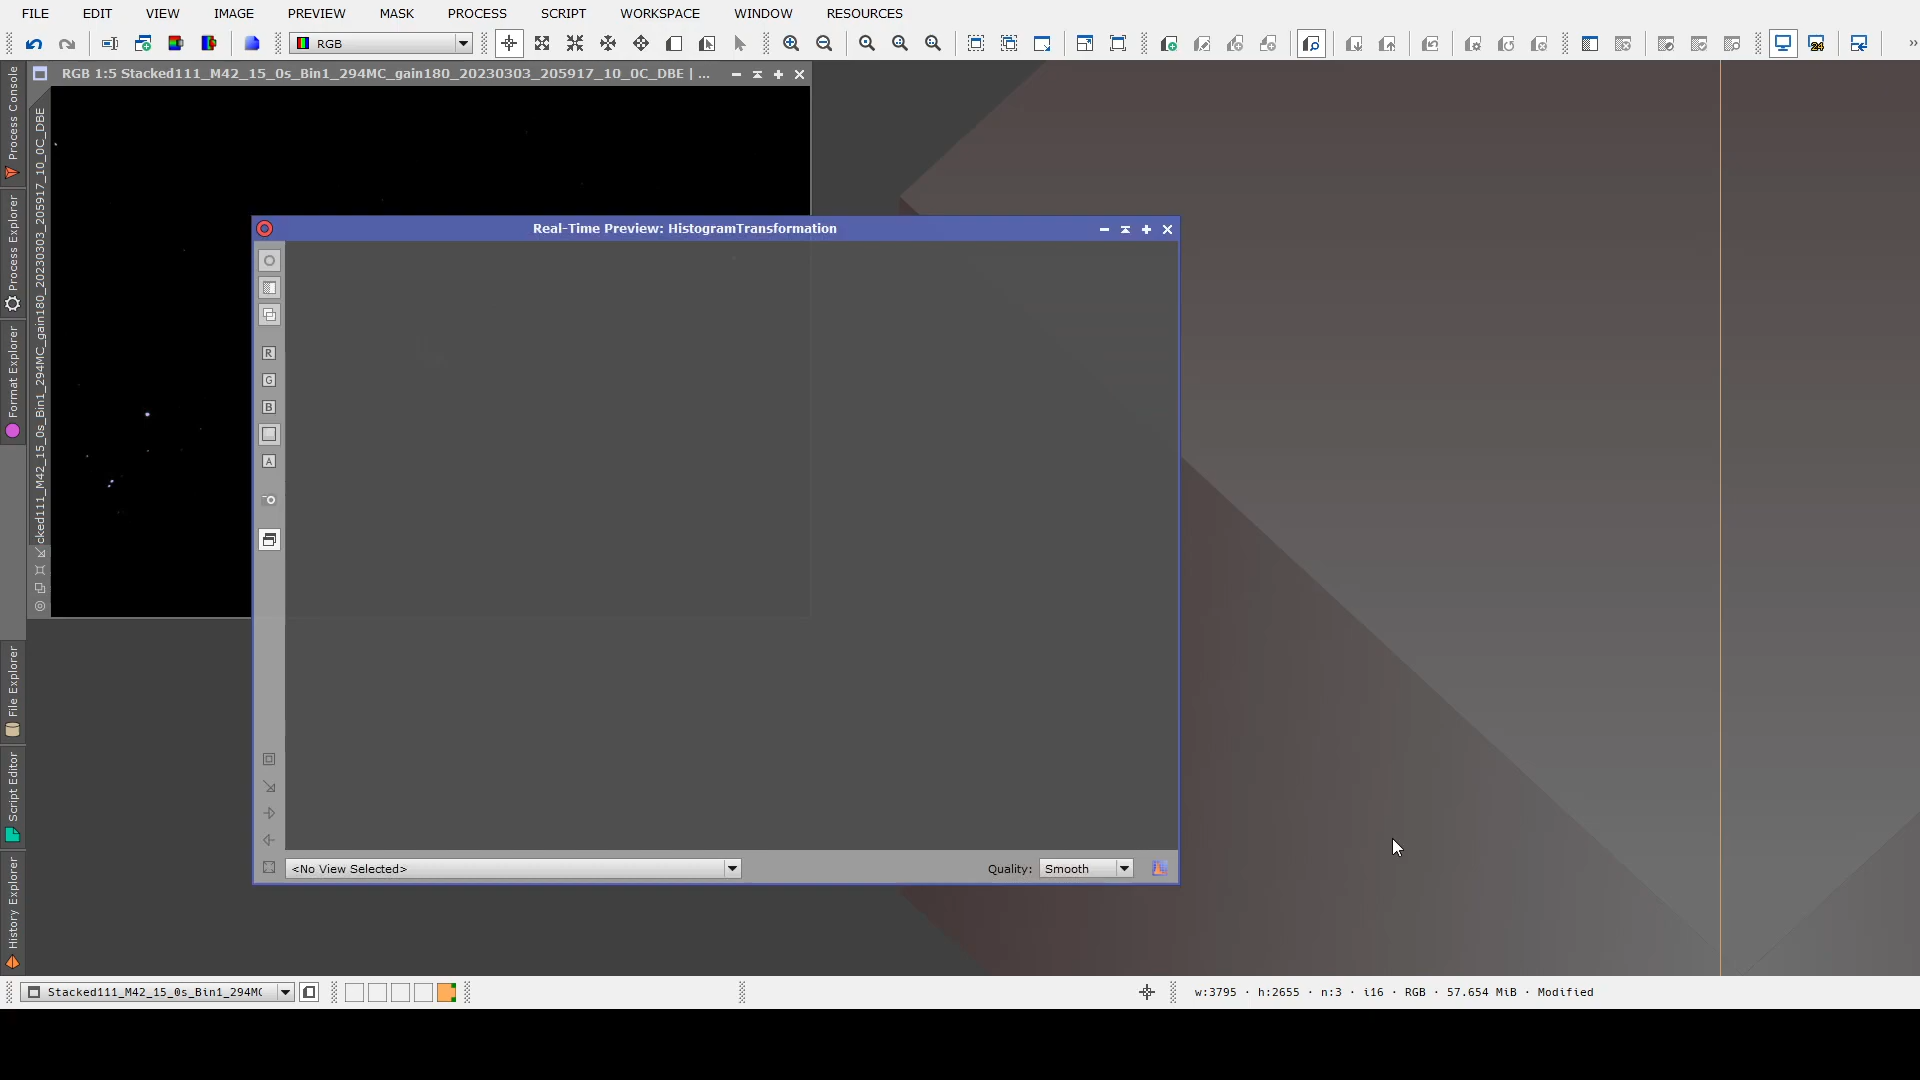 FILE EDIT VIEW IMAGE PREVIEW MASK PROCESS SCRIPT WORKSPACE WINDOW RESOURCES
RGB
24
RGB 1:5 Stacked111_M42_15_0s_Bin1_294MC_gain180_20230303_205917_10_0C_DBE | ...
Process Console
Process Explorer
Format Explorer
File Explorer
Script Editor
History Explorer
cked111_M42_15_0s_Bin1_294MC_gain180_20230303_205917_10_0C_DBE
Real-Time Preview: HistogramTransformation
R
G
B
A
<No View Selected>
Quality: Smooth
Stacked111_M42_15_0s_Bin1_294MC
w:3795 · h:2655 · n:3 · i16 · RGB · 57.654 MiB · Modified